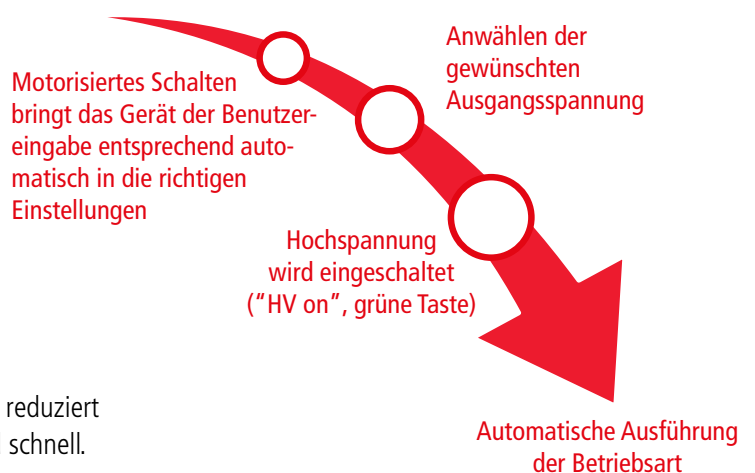 Motorisiertes Schalten
bringt das Gerät der Benutzer-
eingabe entsprechend auto-
matisch in die richtigen
Einstellungen
Anwählen der
gewünschten
Ausgangsspannung
Hochspannung
wird eingeschaltet
("HV on", grüne Taste)
reduziert
schnell.
Automatische Ausführung
der Betriebsart